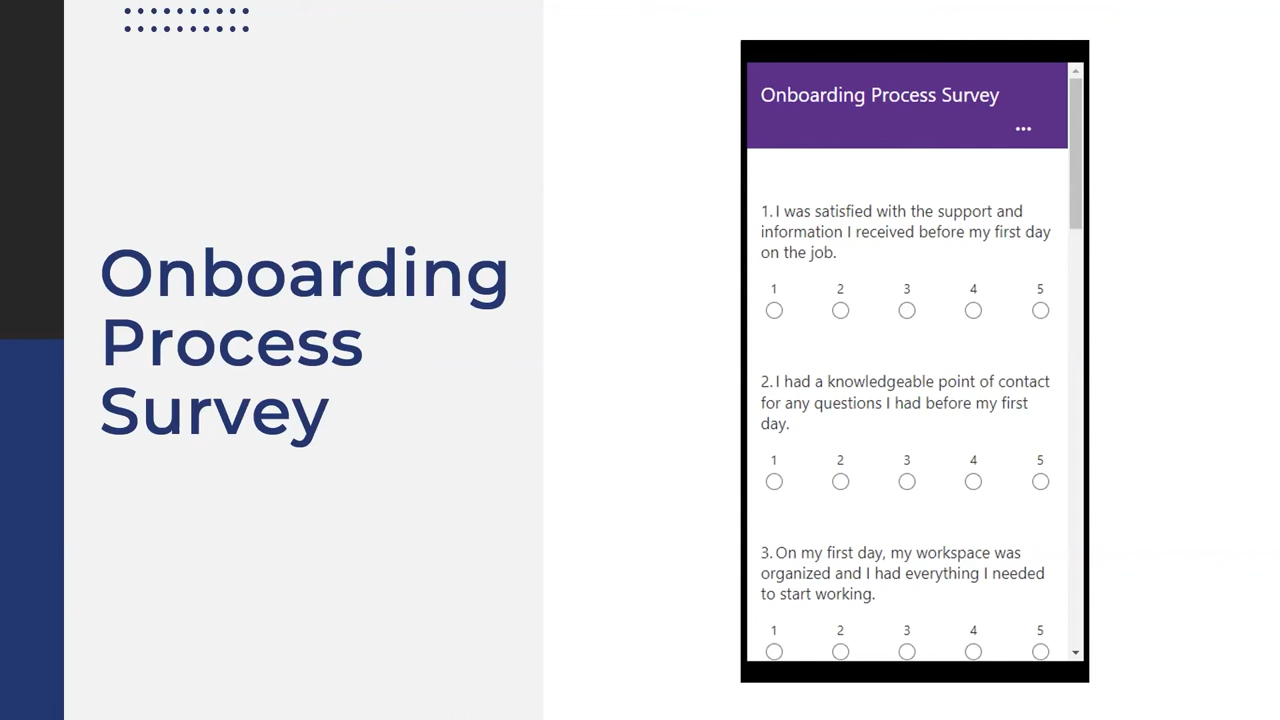 Onboarding
Process
Survey
Onboarding Process Survey
1. I was satisfied with the support and
information I received before my first day
on the job.
1 2 3 4 5
2. I had a knowledgeable point of contact
for any questions I had before my first
day.
1 2 3 4 5
3. On my first day, my workspace was
organized and I had everything I needed
to start working.
1 2 3 4 5